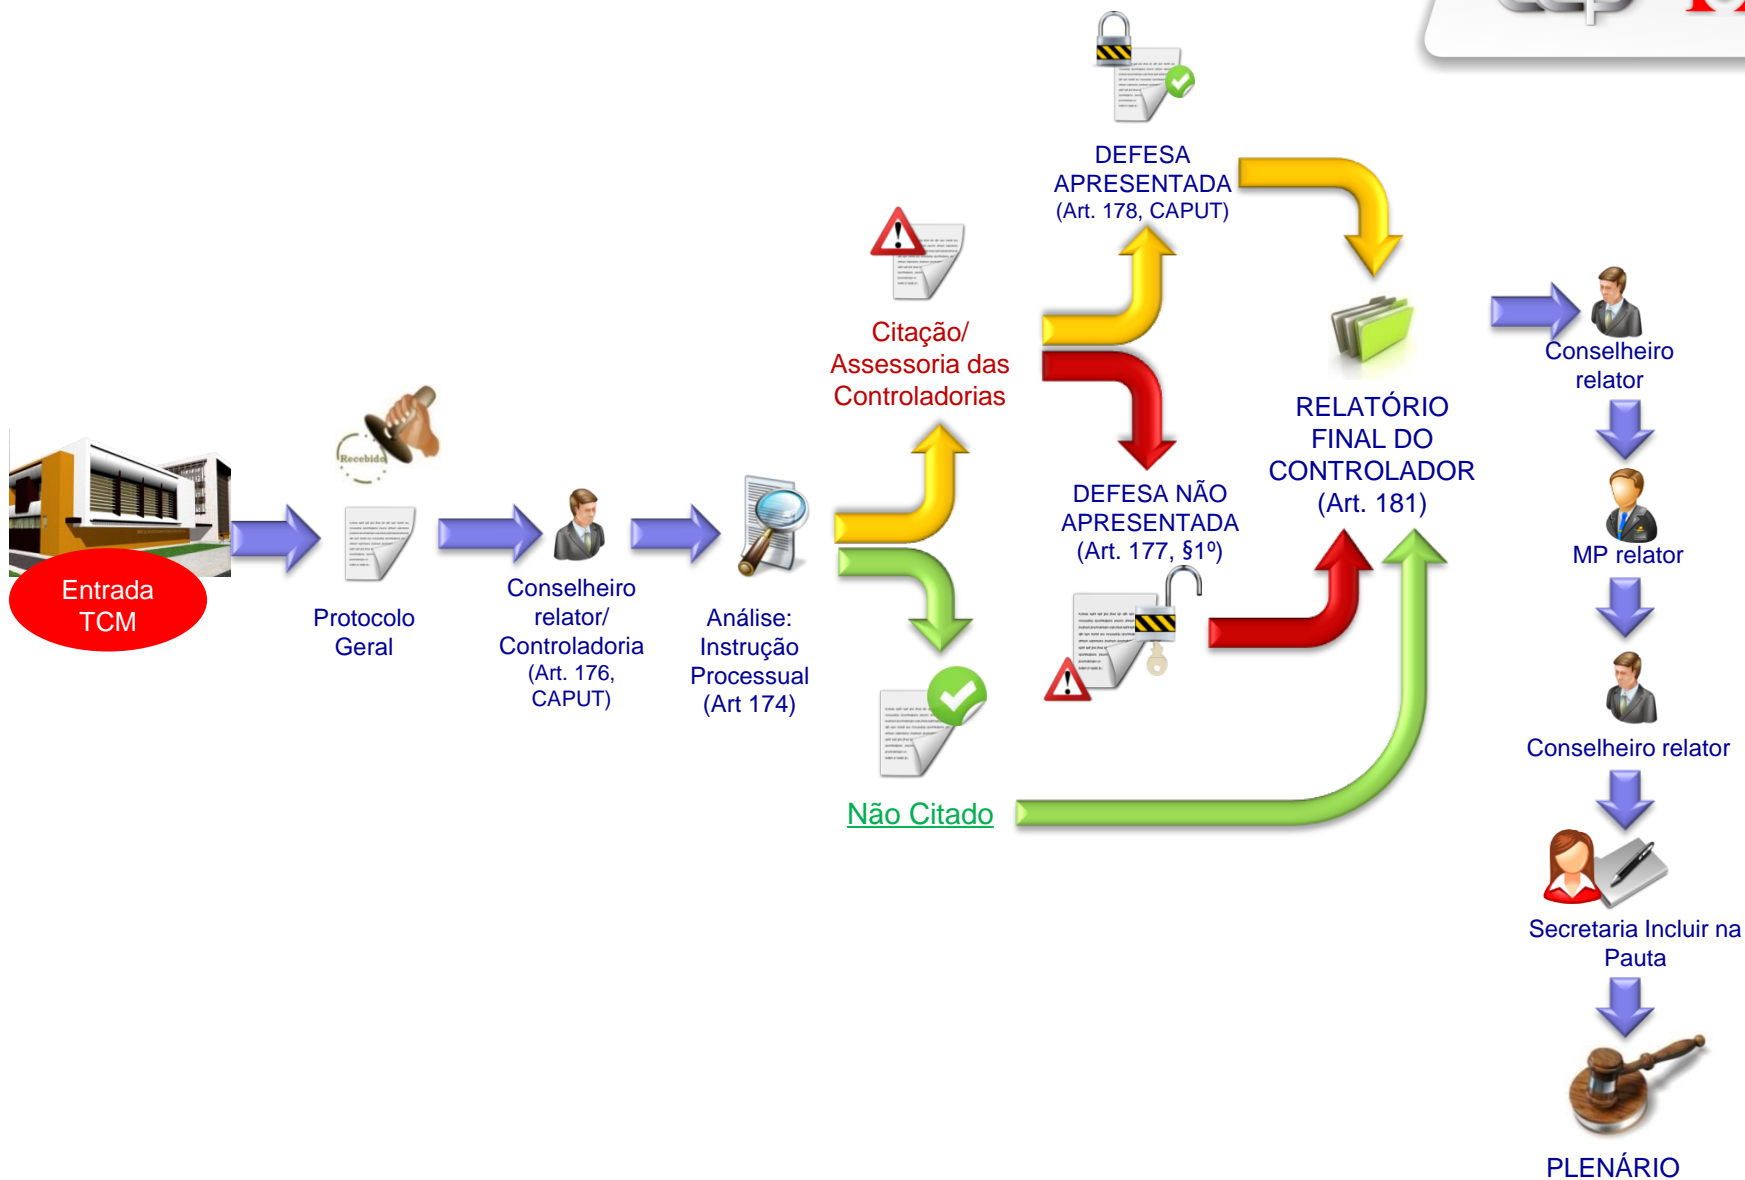 Entrada
TCM
Recebido
Protocolo
Geral
Conselheiro
relator/
Controladoria
(Art. 176,
CAPUT)
Análise:
Instrução
Processual
(Art 174)
Citação/
Assessoria das
Controladorias
Não Citado
DEFESA
APRESENTADA
(Art. 178, CAPUT)
DEFESA NÃO
APRESENTADA
(Art. 177, §1º)
RELATÓRIO
FINAL DO
CONTROLADOR
(Art. 181)
Conselheiro
relator
MP relator
Conselheiro relator
Secretaria Incluir na
Pauta
PLENÁRIO